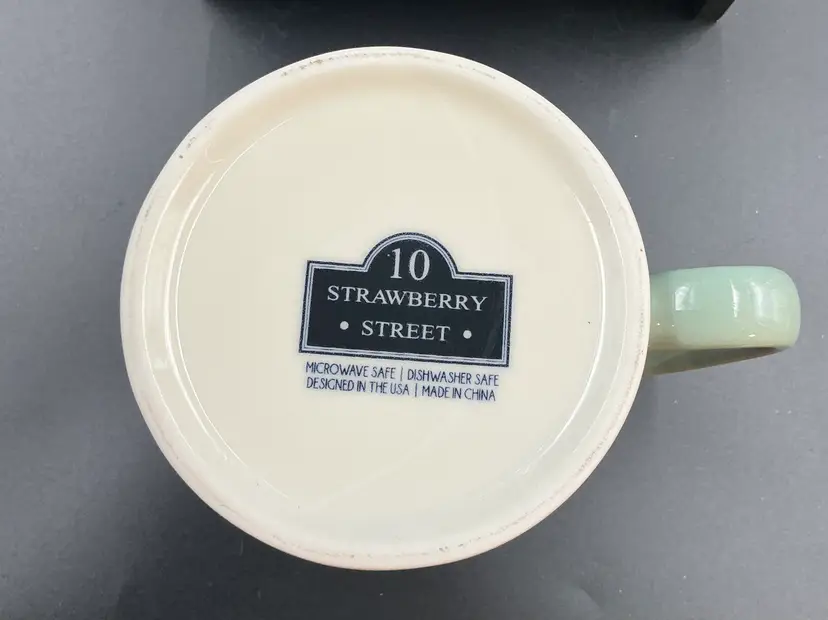 10
STRAWBERRY
• STREET •
MICROWAVE SAFE | DISHWASHER SAFE
DESIGNED IN THE USA | MADE IN CHINA